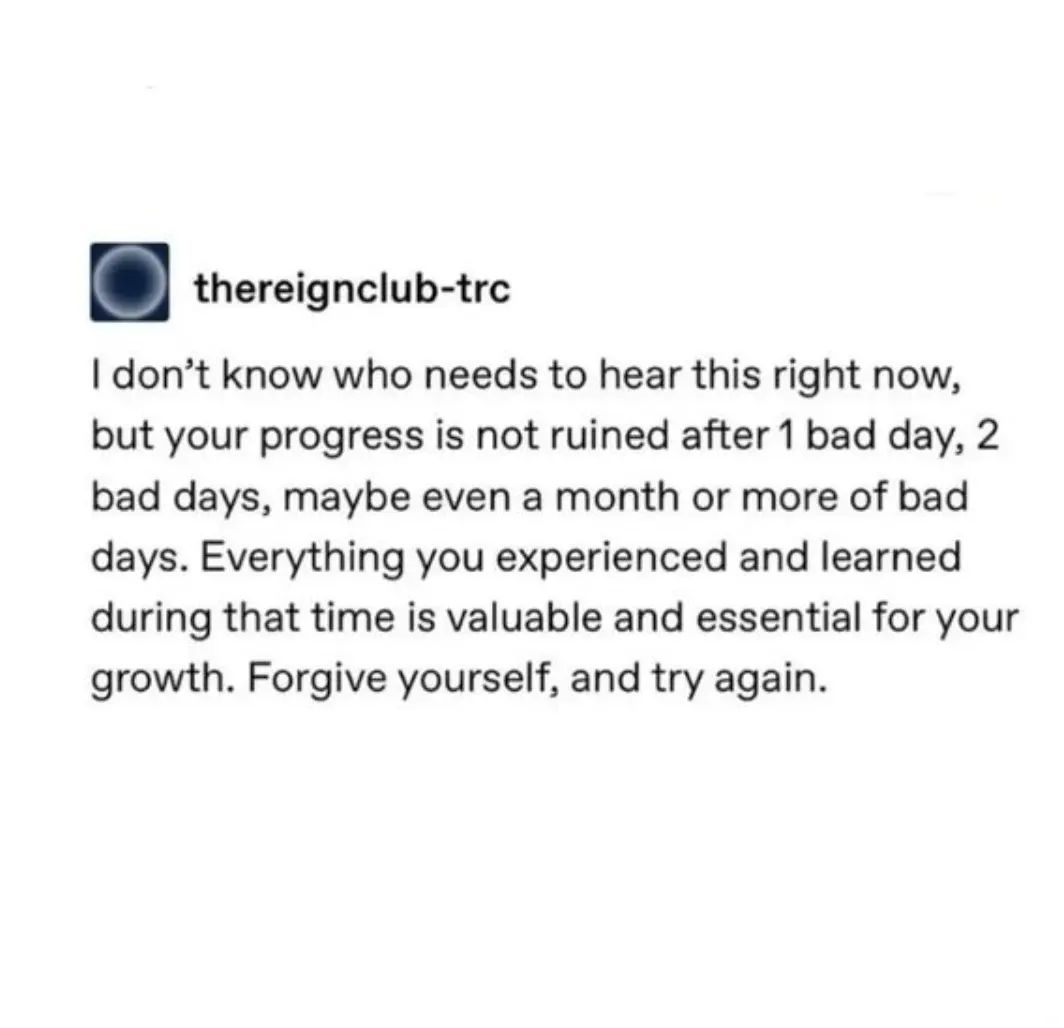 thereignclub-trc
I don’t know who needs to hear this right now,
but your progress is not ruined after 1 bad day, 2
bad days, maybe even a month or more of bad
days. Everything you experienced and learned
during that time is valuable and essential for your
growth. Forgive yourself, and try again.